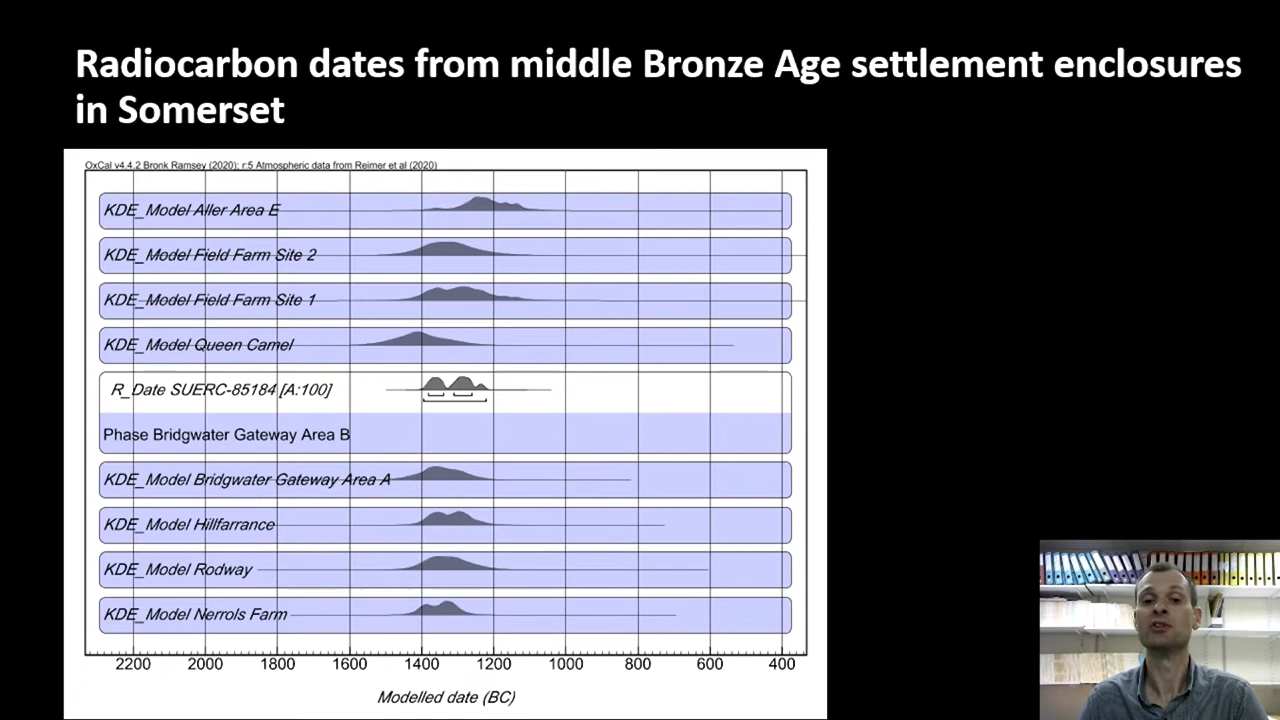 Radiocarbon dates from middle Bronze Age settlement enclosures
in Somerset
OxCal v4.4.2 Bronk Ramsey (2020); r:5 Atmospheric data from Reimer et al (2020)
KDE_Model Aller Area E
KDE_Model Field Farm Site 2
KDE_Model Field Farm Site 1
KDE_Model Queen Camel
R_Date SUERC-85184 [A:100]
Phase Bridgwater Gateway Area B
KDE_Model Bridgwater Gateway Area A
KDE_Model Hillfarrance
KDE_Model Rodway
KDE_Model Nerrols Farm
2200 2000 1800 1600 1400 1200 1000 800 600 400
Modelled date (BC)